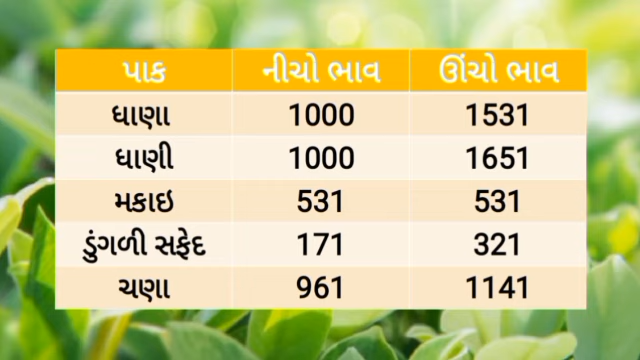 પાક નીચો ભાવ ઊંચો ભાવ
ધાણા 1000 1531
ધાણી 1000 1651
મકાઇ 531 531
ડુંગળી સફેદ 171 321
ચણા 961 1141